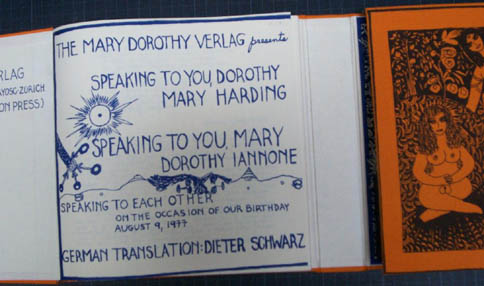 RLAG
AYOSC-ZURICH
ON PRESS)
THE MARY DOROTHY VERLAG presents
SPEAKING TO YOU, DOROTHY
MARY HARDING
SPEAKING TO YOU, MARY
DOROTHY IANNONE
SPEAKING TO EACH OTHER
ON THE OCCASION OF OUR BIRTHDAY
AUGUST 9, 1977
GERMAN TRANSLATION: DIETER SCHWARZ